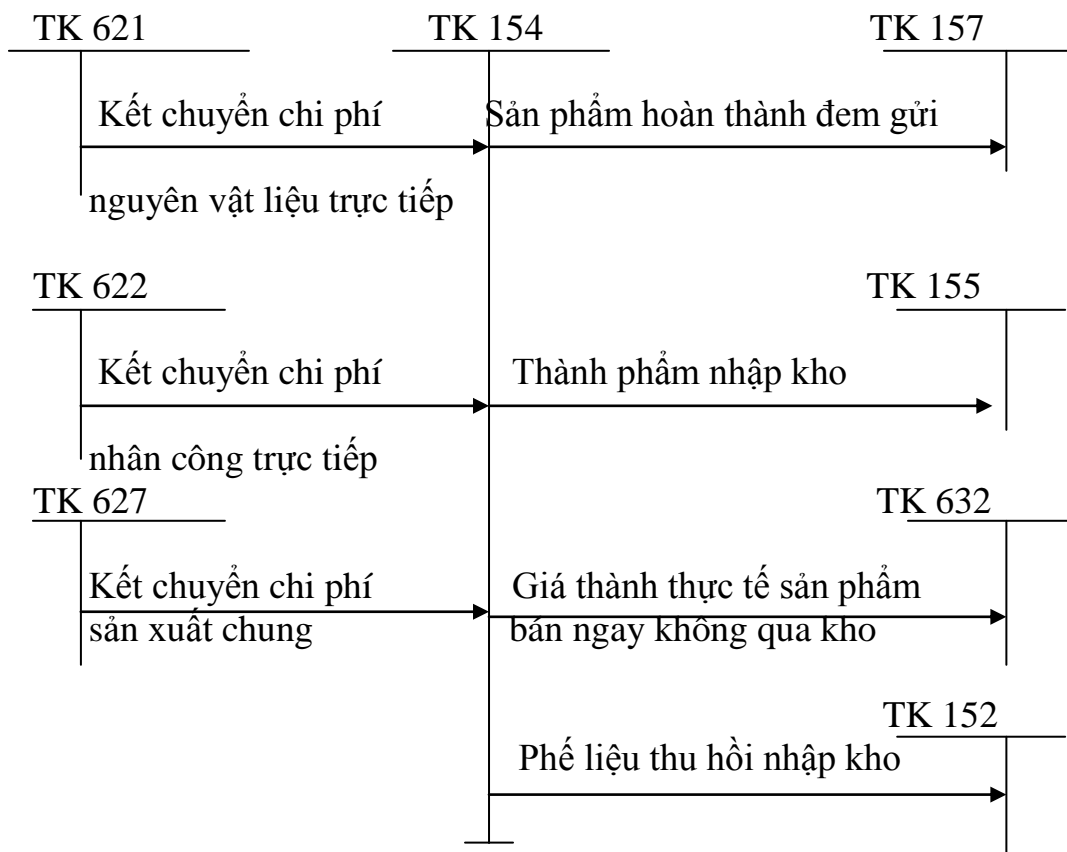 TK 621 TK 154 TK 157
Kết chuyển chi phí Sản phẩm hoàn thành đem gửi
nguyên vật liệu trực tiếp
TK 622 TK 155
Kết chuyển chi phí Thành phẩm nhập kho
nhân công trực tiếp
TK 627 TK 632
Kết chuyển chi phí Giá thành thực tế sản phẩm
sản xuất chung bán ngay không qua kho
TK 152
Phế liệu thu hồi nhập kho